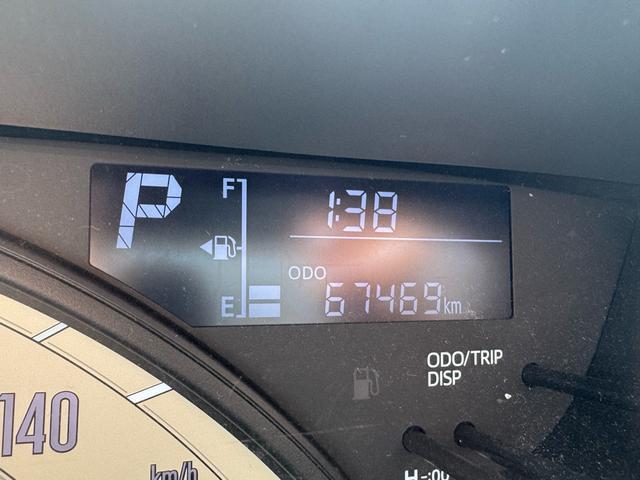 P
F
1:38
ODO
E
67469km
ODO/TRIP
DISP
140
km/h